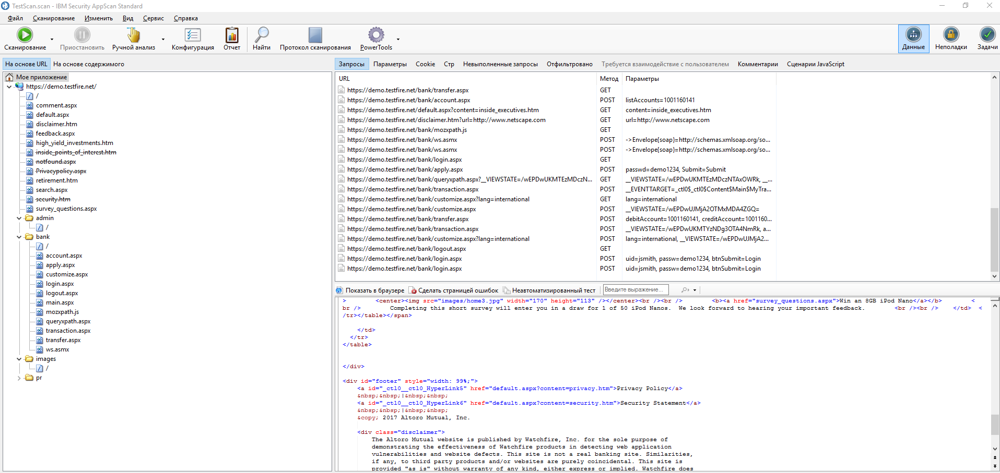 TestScan.scan - IBM Security AppScan Standard
Файл Сканирование Изменить Вид Сервис Справка
Сканирование Приостановить Ручной анализ Конфигурация Отчет Найти Протокол сканирования PowerTools Данные Неполадки Задачи
На основе URL На основе содержимого
Запросы Параметры Cookie Стр Невыполненные запросы Отфильтровано Требуется взаимодействие с пользователем Комментарии Сценарии JavaScript
Мое приложение
https://demo.testfire.net/
/
comment.aspx
default.aspx
disclaimer.htm
feedback.aspx
high_yield_investments.htm
inside_points_of_interest.htm
notfound.aspx
Privacypolicy.aspx
retirement.htm
search.aspx
security.htm
survey_questions.aspx
admin
/
bank
/
account.aspx
apply.aspx
customize.aspx
login.aspx
logout.aspx
main.aspx
mozxpath.js
queryxpath.aspx
transaction.aspx
transfer.aspx
ws.asmx
images
/
pr
URL Метод Параметры
https://demo.testfire.net/bank/transfer.aspx GET
https://demo.testfire.net/bank/account.aspx POST listAccounts=1001160141
https://demo.testfire.net/default.aspx?content=inside_executives.htm GET content=inside_executives.htm
https://demo.testfire.net/disclaimer.htm?url=http://www.netscape.com GET url=http://www.netscape.com
https://demo.testfire.net/bank/mozxpath.js GET
https://demo.testfire.net/bank/ws.asmx POST ->Envelope{soap}=http://schemas.xmlsoap.org/so...
https://demo.testfire.net/bank/ws.asmx POST ->Envelope{soap}=http://schemas.xmlsoap.org/so...
https://demo.testfire.net/bank/login.aspx GET
https://demo.testfire.net/bank/apply.aspx POST passwd=demo1234, Submit=Submit
https://demo.testfire.net/bank/queryxpath.aspx?__VIEWSTATE=/wEPDwUKMTEzMDczN... GET __VIEWSTATE=/wEPDwUKMTEzMDczNTAxOWRk, __...
https://demo.testfire.net/bank/transaction.aspx POST __EVENTTARGET=_ctl0$_ctl0$Content$Main$MyTra...
https://demo.testfire.net/bank/customize.aspx?lang=international GET lang=international
https://demo.testfire.net/bank/customize.aspx POST __VIEWSTATE=/wEPDwUJMjA2OTMxMDA4ZGQ=
https://demo.testfire.net/bank/transfer.aspx POST debitAccount=1001160141, creditAccount=1001160...
https://demo.testfire.net/bank/transaction.aspx POST __VIEWSTATE=/wEPDwUKMTYzNDg3OTA4NmRk, a...
https://demo.testfire.net/bank/customize.aspx?lang=international POST lang=international, __VIEWSTATE=/wEPDwUJMjA2...
https://demo.testfire.net/bank/logout.aspx GET
https://demo.testfire.net/bank/login.aspx POST uid=jsmith, passw=demo1234, btnSubmit=Login
https://demo.testfire.net/bank/login.aspx POST uid=jsmith, passw=demo1234, btnSubmit=Login
Показать в браузере Сделать страницей ошибок Неавтоматизированный тест Введите выражение...
> <center><img src="images/home3.jpg" width="170" height="113" /></center><br /><br /> <b><a href="survey_questions.aspx">Win an 8GB iPod Nano</a></b> <
br /> Completing this short survey will enter you in a draw for 1 of 50 iPod Nanos. We look forward to hearing your important feedback. <br /><br /> </td> <
/tr></table></span>
</td>
</tr>
</table>
</div>
<div id="footer" style="width: 99%;">
<a id="_ctl0__ctl0_HyperLink5" href="default.aspx?content=privacy.htm">Privacy Policy</a>
&nbsp;&nbsp;|&nbsp;&nbsp;
<a id="_ctl0__ctl0_HyperLink6" href="default.aspx?content=security.htm">Security Statement</a>
&nbsp;&nbsp;|&nbsp;&nbsp;
&copy; 2017 Altoro Mutual, Inc.
<div class="disclaimer">
The Altoro Mutual website is published by Watchfire, Inc. for the sole purpose of
demonstrating the effectiveness of Watchfire products in detecting web application
vulnerabilities and website defects. This site is not a real banking site. Similarities,
if any, to third party products and/or websites are purely coincidental. This site is
provided "as is" without warranty of any kind, either express or implied. Watchfire does